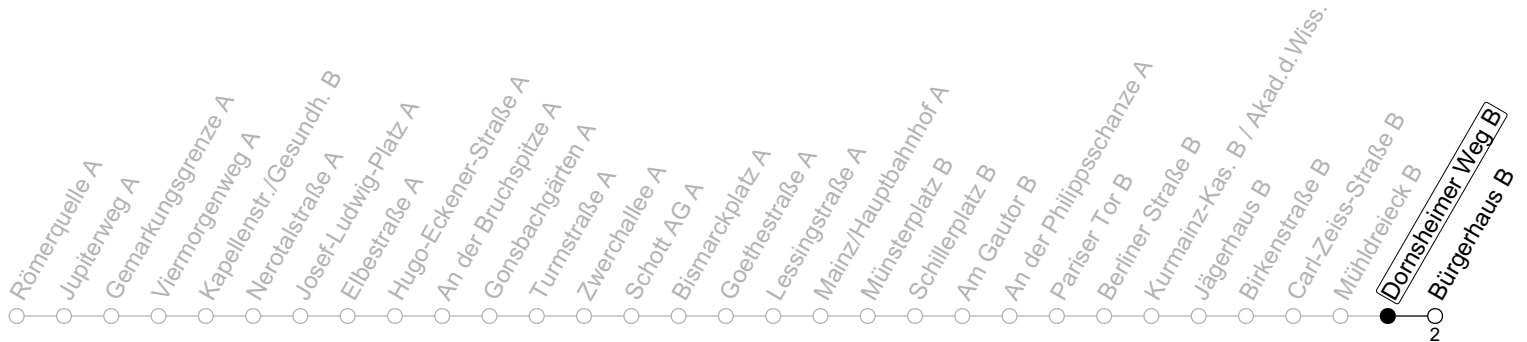 Römerquelle A
Jupiterweg A
Gemarkungsgrenze A
Viermorgenweg A
Kapellenstr./Gesundh. B
Nerotalstraße A
Josef-Ludwig-Platz A
Elbestraße A
Hugo-Eckener-Straße A
An der Bruchspitze A
Gonsbachgärten A
Turmstraße A
Zwerchallee A
Schott AG A
Bismarckplatz A
Goethestraße A
Lessingstraße A
Mainz/Hauptbahnhof A
Münsterplatz B
Schillerplatz B
Am Gautor B
An der Philippsschanze A
Pariser Tor B
Berliner Straße B
Kurmainz-Kas. B / Akad.d.Wiss.
Jägerhaus B
Birkenstraße B
Carl-Zeiss-Straße B
Mühldreieck B
Dornsheimer Weg B
Bürgerhaus B
2